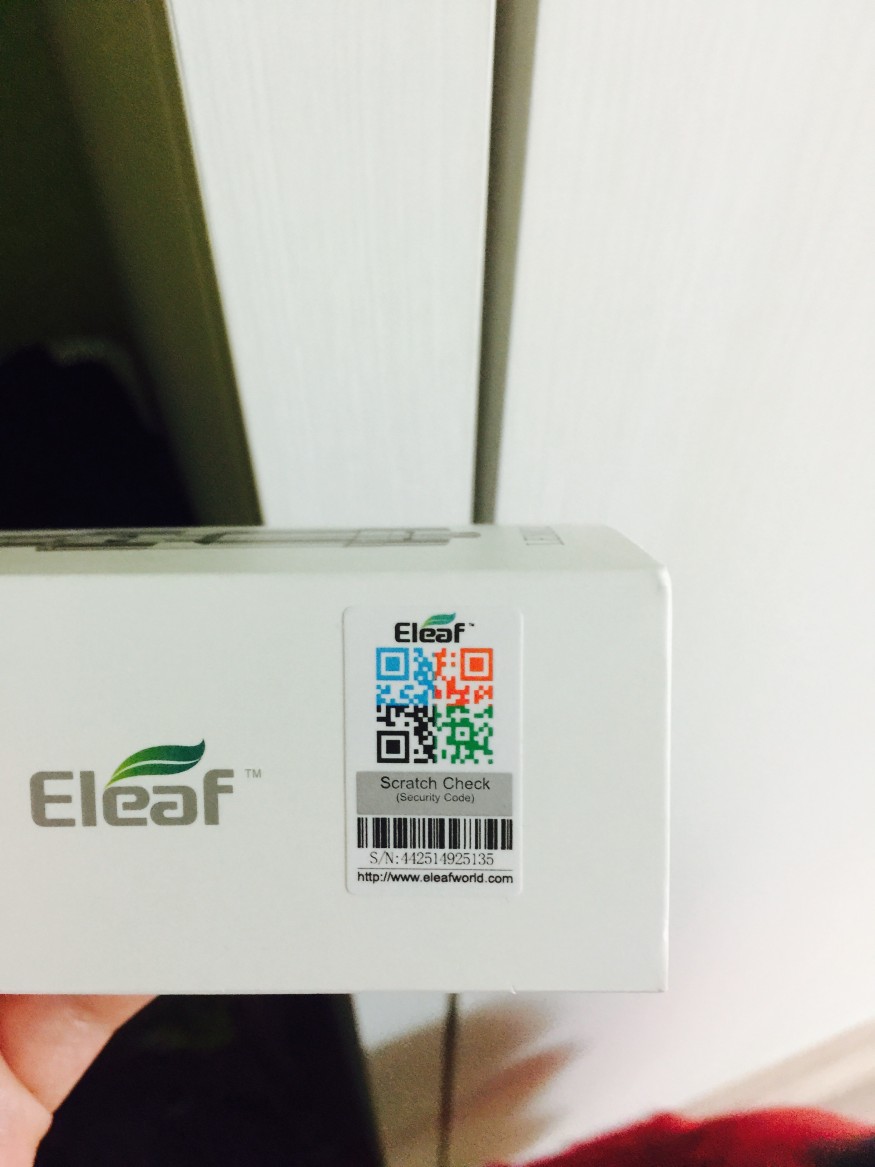 Eleaf™
Eleaf™
Scratch Check
(Security Code)
S/N:442514925135
http://www.eleafworld.com